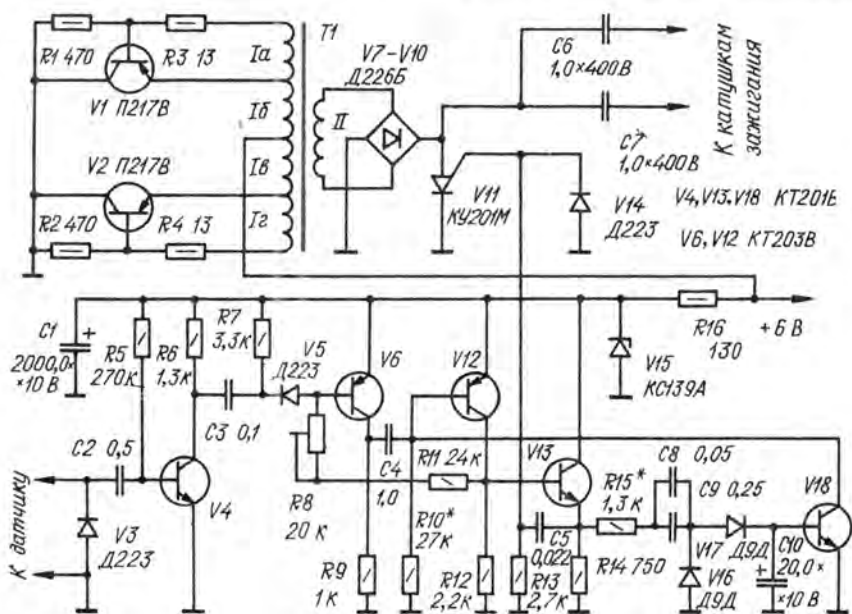 R1 470
R3 13
T1
Iа
V1 П217В
Iб
II
V7–V10
Д226Б
C6
1,0×400В
C7
1,0×400В
К катушкам
зажигания
V2 П217В
Iв
R2 470
R4 13
Iг
V11
КУ201М
V14
Д223
V4,V13,V18 КТ201Б
V6,V12 КТ203В
C1
+
2000,0×
×10 В
R5
270к
R6
1,3к
R7
3,3к
V5
Д223
V6
V12
R16
130
+6 В
V15
КС139А
C2 0,5
C3 0,1
V4
R8
20 к
C4
1,0
R11 24к
V13
R15*
1,3 к
C8 0,05
C9 0,25
V18
К датчику
V3
Д223
R9
1к
R10*
27к
R12
2,2к
C5
0,022
R13
2,7к
R14 750
V17 Д9Д
V16
Д9Д
C10
+
20,0×
×10 В